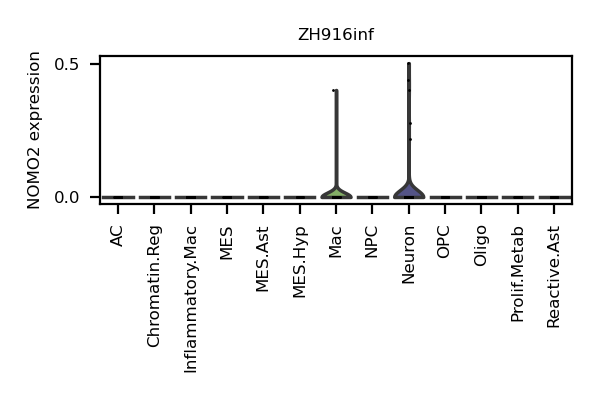 ZH916inf
NOMO2 expression
0.5
0.0
AC
Chromatin.Reg
Inflammatory.Mac
MES
MES.Ast
MES.Hyp
Mac
NPC
Neuron
OPC
Oligo
Prolif.Metab
Reactive.Ast